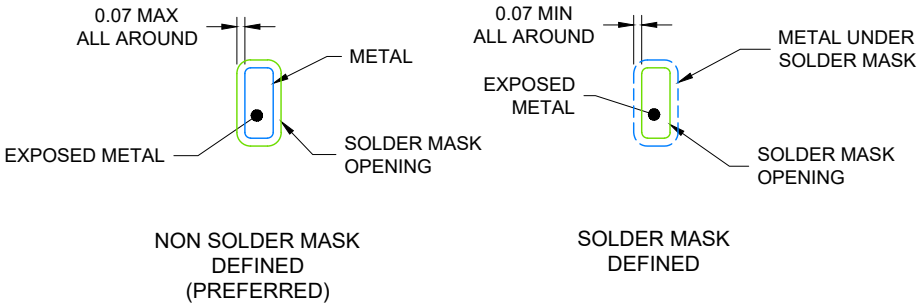 0.07 MAX
ALL AROUND
METAL
EXPOSED METAL
SOLDER MASK
OPENING
NON SOLDER MASK
DEFINED
(PREFERRED)
0.07 MIN
ALL AROUND
METAL UNDER
SOLDER MASK
EXPOSED
METAL
SOLDER MASK
OPENING
SOLDER MASK
DEFINED